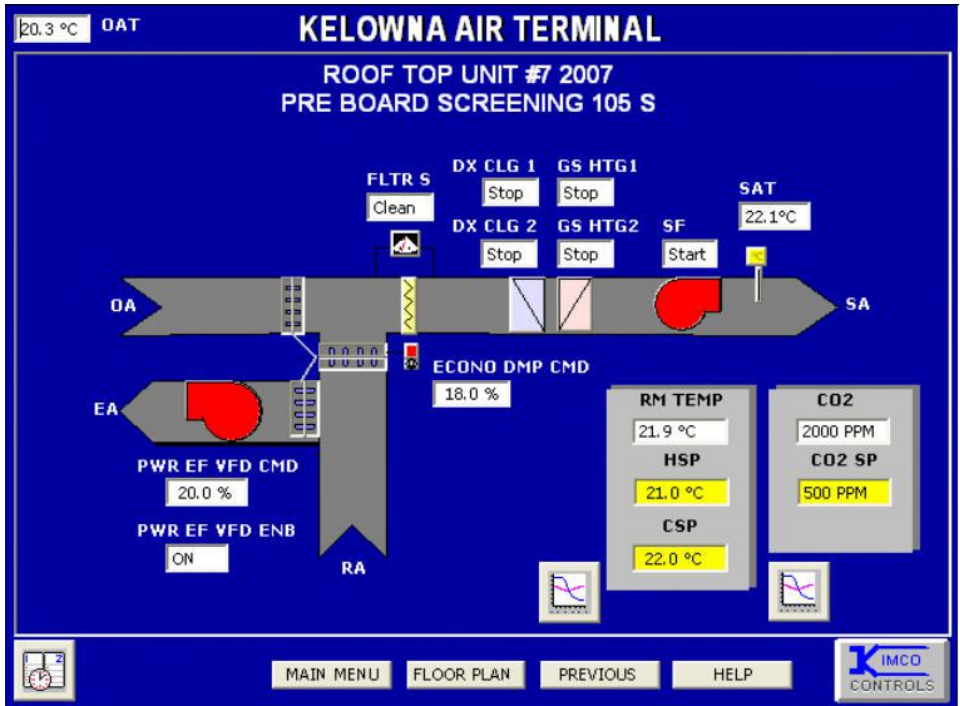 20.3 °C OAT KELOWNA AIR TERMINAL
ROOF TOP UNIT #7 2007
PRE BOARD SCREENING 105 S
FLTR S
Clean
DX CLG 1 GS HTG1
Stop Stop
DX CLG 2 GS HTG2 SF
Stop Stop Start
SAT
22.1°C
°C
OA
SA
ECONO DMP CMD
18.0 %
EA
PWR EF VFD CMD
20.0 %
PWR EF VFD ENB
ON
RA
RM TEMP
21.9 °C
HSP
21.0 °C
CSP
22.0 °C
CO2
2000 PPM
CO2 SP
500 PPM
1 2
MAIN MENU FLOOR PLAN PREVIOUS HELP
KIMCO
CONTROLS